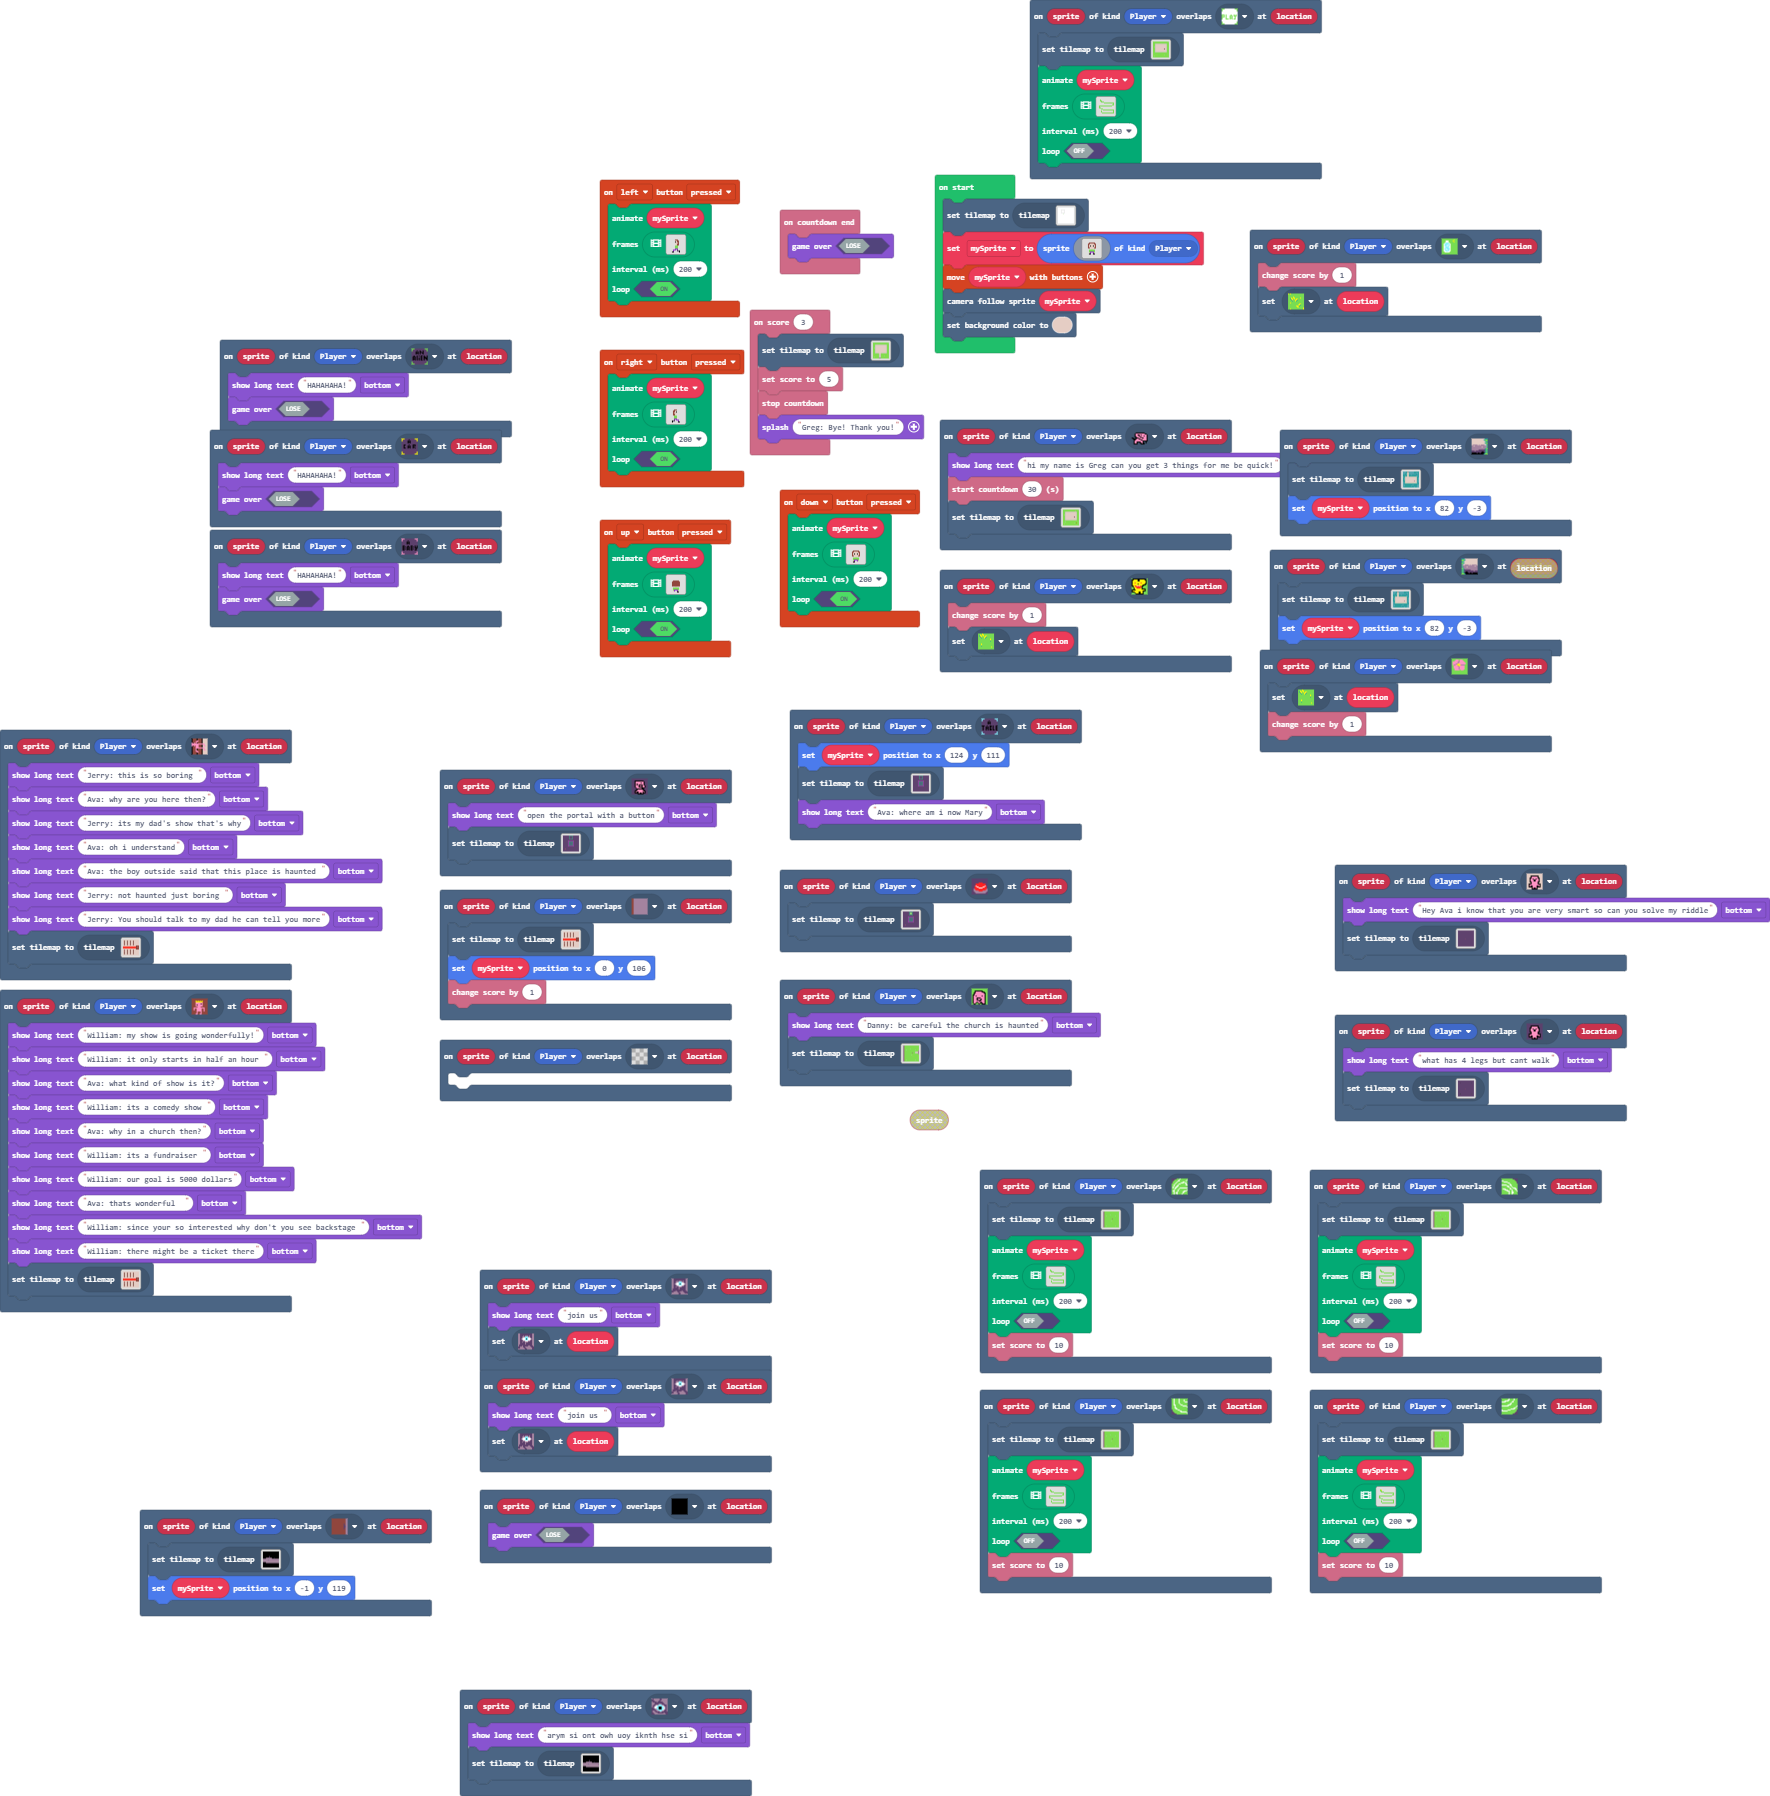 on sprite of kind Player overlaps PLAY at location
set tilemap to tilemap
animate mySprite
frames
interval (ms) 200
loop OFF
on left button pressed
animate mySprite
frames
interval (ms) 200
loop ON
on countdown end
game over LOSE
on start
set tilemap to tilemap
set mySprite to sprite of kind Player
move mySprite with buttons
camera follow sprite mySprite
set background color to
on sprite of kind Player overlaps at location
change score by 1
set at location
on score 3
set tilemap to tilemap
set score to 5
stop countdown
splash "Greg: Bye! Thank you!"
on sprite of kind Player overlaps at location
show long text "HAHAHAHA!" bottom
game over LOSE
on sprite of kind Player overlaps at location
show long text "HAHAHAHA!" bottom
game over LOSE
on sprite of kind Player overlaps at location
show long text "HAHAHAHA!" bottom
game over LOSE
on right button pressed
animate mySprite
frames
interval (ms) 200
loop ON
on up button pressed
animate mySprite
frames
interval (ms) 200
loop ON
on down button pressed
animate mySprite
frames
interval (ms) 200
loop ON
on sprite of kind Player overlaps at location
show long text "hi my name is Greg can you get 3 things for me be quick!"
start countdown 30 (s)
set tilemap to tilemap
on sprite of kind Player overlaps at location
set tilemap to tilemap
set mySprite position to x 82 y -3
on sprite of kind Player overlaps at location
set tilemap to tilemap
set mySprite position to x 82 y -3
on sprite of kind Player overlaps at location
change score by 1
set at location
on sprite of kind Player overlaps at location
set at location
change score by 1
on sprite of kind Player overlaps at location
show long text "Jerry: this is so boring " bottom
show long text "Ava: why are you here then?" bottom
show long text "Jerry: its my dad's show that's why" bottom
show long text "Ava: oh i understand" bottom
show long text "Ava: the boy outside said that this place is haunted " bottom
show long text "Jerry: not haunted just boring " bottom
show long text "Jerry: You should talk to my dad he can tell you more" bottom
set tilemap to tilemap
on sprite of kind Player overlaps at location
show long text "open the portal with a button" bottom
set tilemap to tilemap
on sprite of kind Player overlaps at location
set mySprite position to x 124 y 111
set tilemap to tilemap
show long text "Ava: where am i now Mary" bottom
on sprite of kind Player overlaps at location
set tilemap to tilemap
set mySprite position to x 0 y 106
change score by 1
on sprite of kind Player overlaps at location
set tilemap to tilemap
on sprite of kind Player overlaps at location
show long text "Hey Ava i know that you are very smart so can you solve my riddle" bottom
set tilemap to tilemap
on sprite of kind Player overlaps at location
show long text "Danny: be careful the church is haunted" bottom
set tilemap to tilemap
on sprite of kind Player overlaps at location
show long text "what has 4 legs but cant walk" bottom
set tilemap to tilemap
on sprite of kind Player overlaps at location
sprite
on sprite of kind Player overlaps at location
show long text "William: my show is going wonderfully!" bottom
show long text "William: it only starts in half an hour " bottom
show long text "Ava: what kind of show is it?" bottom
show long text "William: its a comedy show " bottom
show long text "Ava: why in a church then?" bottom
show long text "William: its a fundraiser " bottom
show long text "William: our goal is 5000 dollars" bottom
show long text "Ava: thats wonderful " bottom
show long text "William: since your so interested why don't you see backstage " bottom
show long text "William: there might be a ticket there" bottom
set tilemap to tilemap
on sprite of kind Player overlaps at location
set tilemap to tilemap
animate mySprite
frames
interval (ms) 200
loop OFF
set score to 10
on sprite of kind Player overlaps at location
set tilemap to tilemap
animate mySprite
frames
interval (ms) 200
loop OFF
set score to 10
on sprite of kind Player overlaps at location
show long text "join us" bottom
set at location
on sprite of kind Player overlaps at location
show long text "join us " bottom
set at location
on sprite of kind Player overlaps at location
set tilemap to tilemap
animate mySprite
frames
interval (ms) 200
loop OFF
set score to 10
on sprite of kind Player overlaps at location
set tilemap to tilemap
animate mySprite
frames
interval (ms) 200
loop OFF
set score to 10
on sprite of kind Player overlaps at location
game over LOSE
on sprite of kind Player overlaps at location
set tilemap to tilemap
set mySprite position to x -1 y 119
on sprite of kind Player overlaps at location
show long text "arym si ont owh uoy iknth hse si" bottom
set tilemap to tilemap